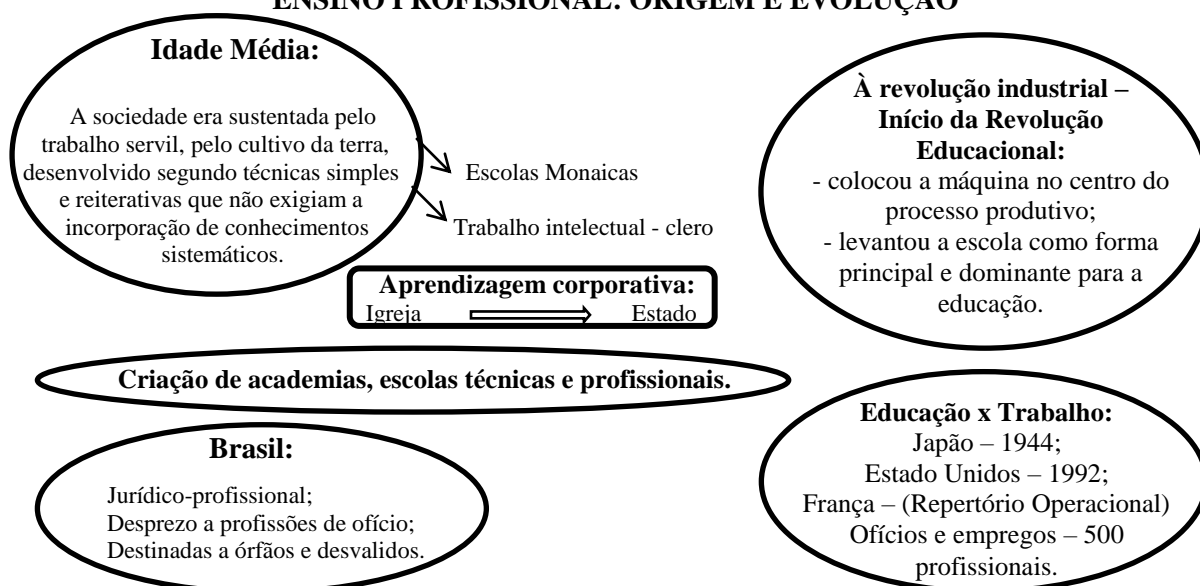 ENSINO PROFISSIONAL: ORIGEM E EVOLUÇÃO
Idade Média:
A sociedade era sustentada pelo
trabalho servil, pelo cultivo da terra,
desenvolvido segundo técnicas simples
e reiterativas que não exigiam a
incorporação de conhecimentos
sistemáticos.
Escolas Monaicas
Trabalho intelectual - clero
À revolução industrial –
Início da Revolução
Educacional:
- colocou a máquina no centro do
processo produtivo;
- levantou a escola como forma
principal e dominante para a
educação.
Aprendizagem corporativa:
Igreja Estado
Criação de academias, escolas técnicas e profissionais.
Brasil:
Jurídico-profissional;
Desprezo a profissões de ofício;
Destinadas a órfãos e desvalidos.
Educação x Trabalho:
Japão – 1944;
Estado Unidos – 1992;
França – (Repertório Operacional)
Ofícios e empregos – 500
profissionais.